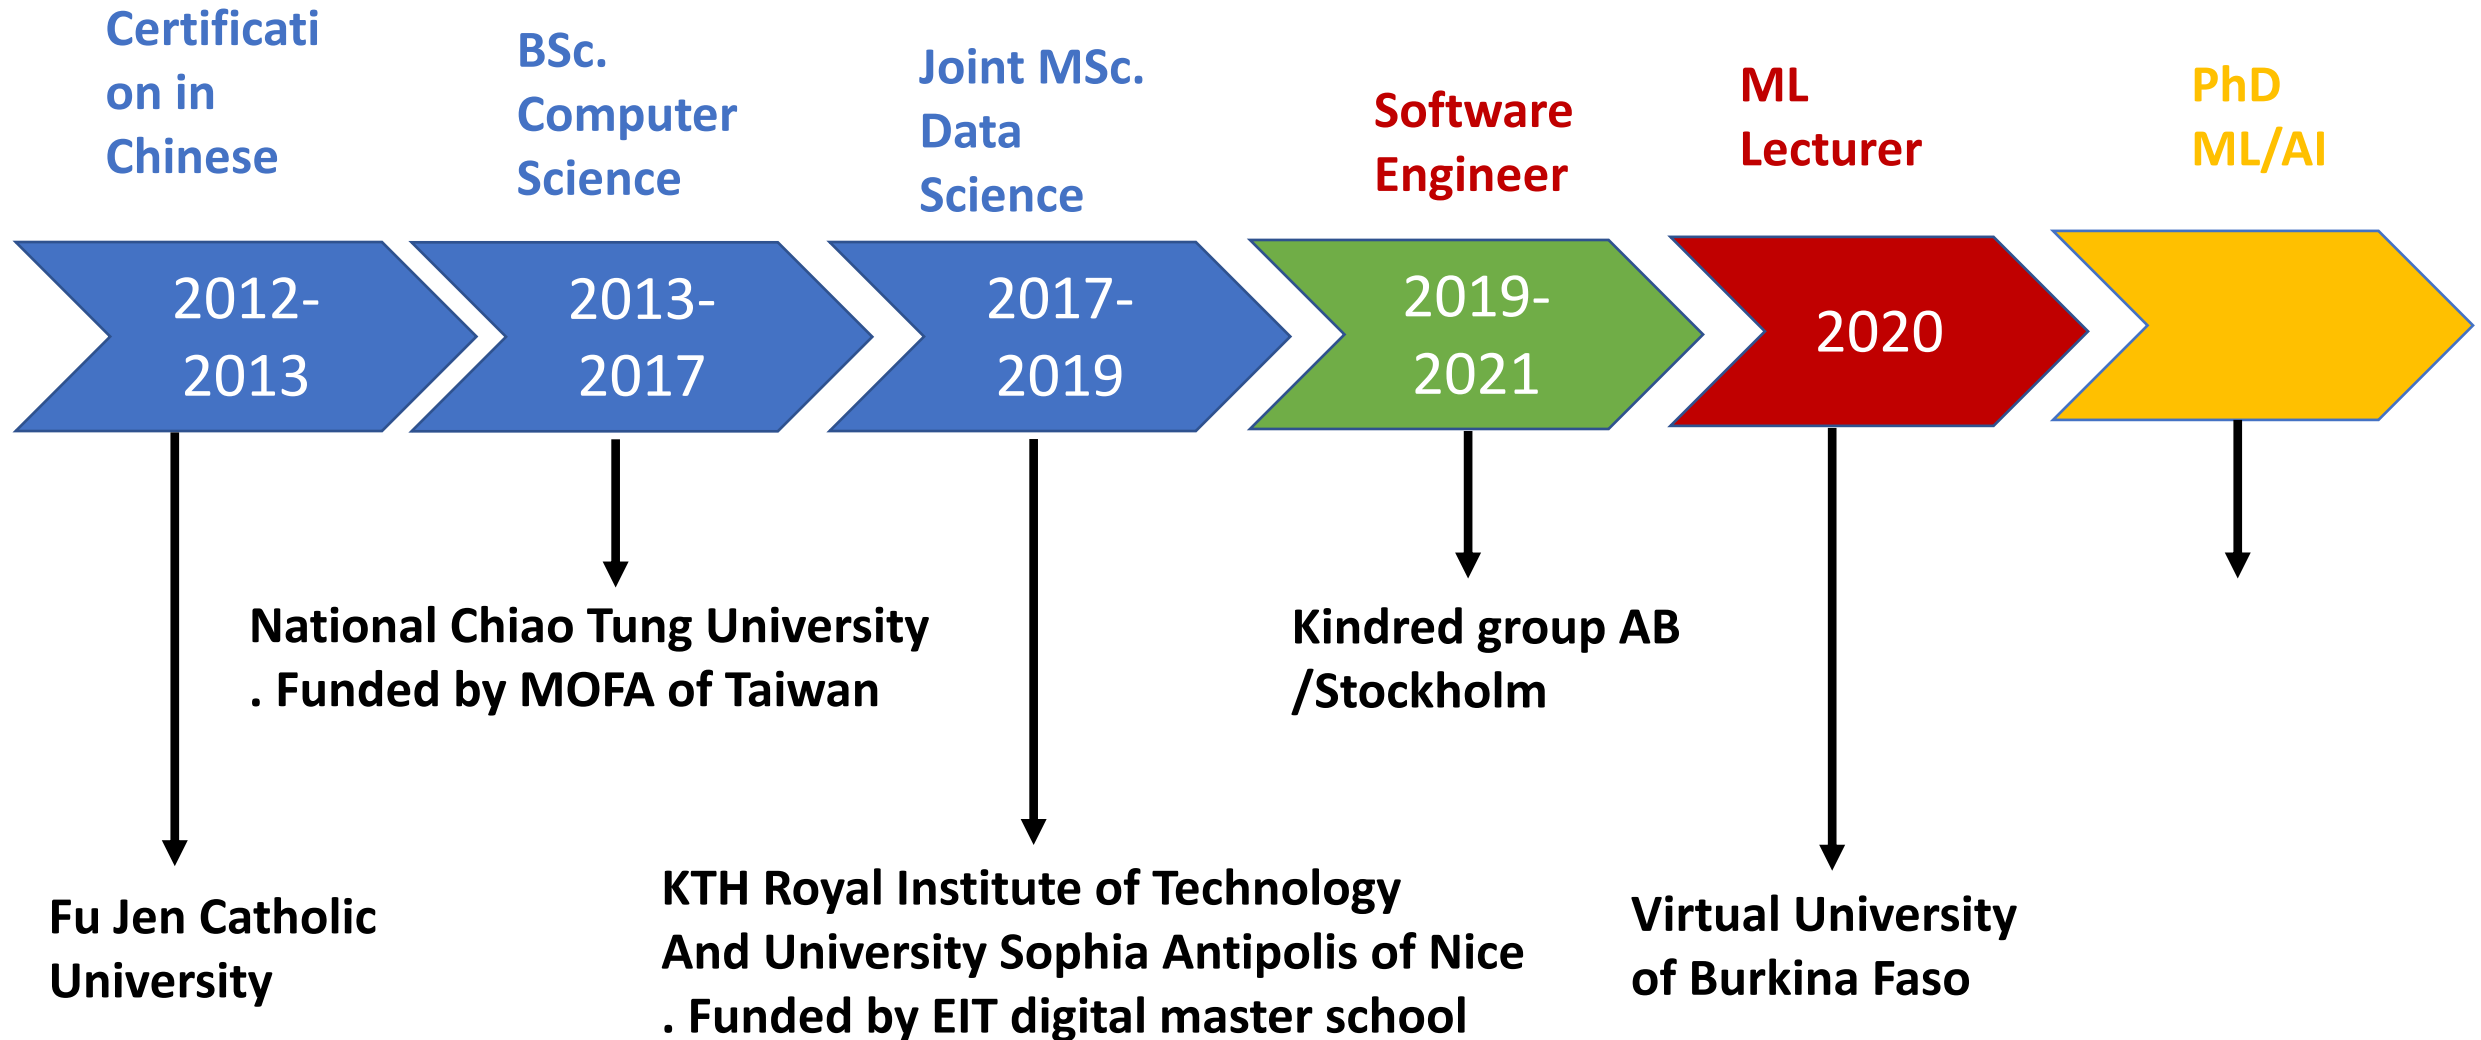 Certificati
on in
Chinese
BSc.
Computer
Science
Joint MSc.
Data
Science
Software
Engineer
ML
Lecturer
PhD
ML/AI
2012-
2013
2013-
2017
2017-
2019
2019-
2021
2020
National Chiao Tung University
. Funded by MOFA of Taiwan
Kindred group AB
/Stockholm
Fu Jen Catholic
University
KTH Royal Institute of Technology
And University Sophia Antipolis of Nice
. Funded by EIT digital master school
Virtual University
of Burkina Faso